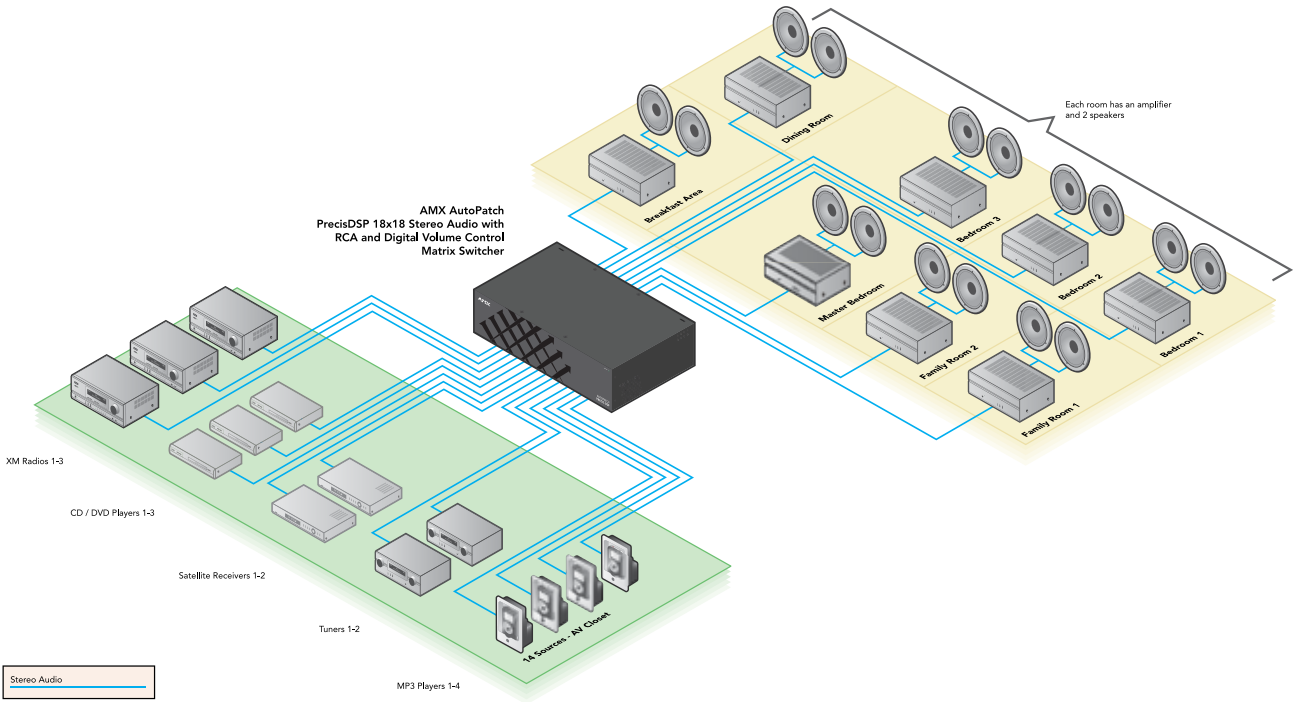 Each room has an amplifier
and 2 speakers
Dining Room
Breakfast Area
Bedroom 3
Bedroom 2
Bedroom 1
Master Bedroom
Family Room 2
Family Room 1
AMX AutoPatch
PrecisDSP 18x18 Stereo Audio with
RCA and Digital Volume Control
Matrix Switcher
AMX
XM Radios 1-3
CD / DVD Players 1-3
Satellite Receivers 1-2
Tuners 1-2
MP3 Players 1-4
14 Sources - AV Closet
Stereo Audio